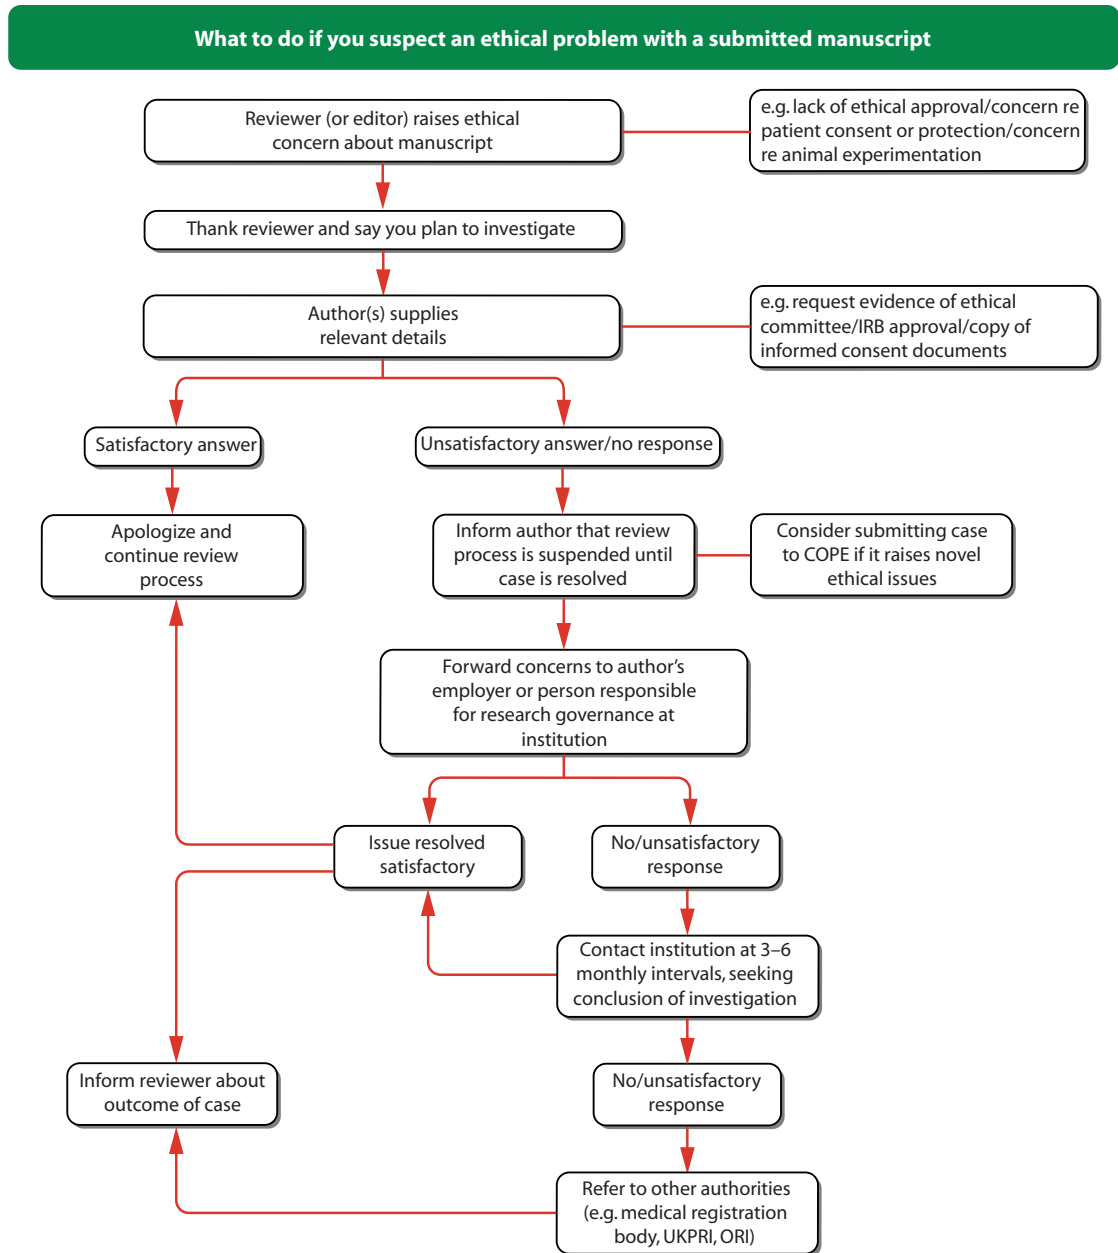 What to do if you suspect an ethical problem with a submitted manuscript
Reviewer (or editor) raises ethical
concern about manuscript
e.g. lack of ethical approval/concern re
patient consent or protection/concern
re animal experimentation
Thank reviewer and say you plan to investigate
Author(s) supplies
relevant details
e.g. request evidence of ethical
committee/IRB approval/copy of
informed consent documents
Satisfactory answer
Unsatisfactory answer/no response
Apologize and
continue review
process
Inform author that review
process is suspended until
case is resolved
Consider submitting case
to COPE if it raises novel
ethical issues
Forward concerns to author's
employer or person responsible
for research governance at
institution
Issue resolved
satisfactory
No/unsatisfactory
response
Contact institution at 3–6
monthly intervals, seeking
conclusion of investigation
Inform reviewer about
outcome of case
No/unsatisfactory
response
Refer to other authorities
(e.g. medical registration
body, UKPRI, ORI)